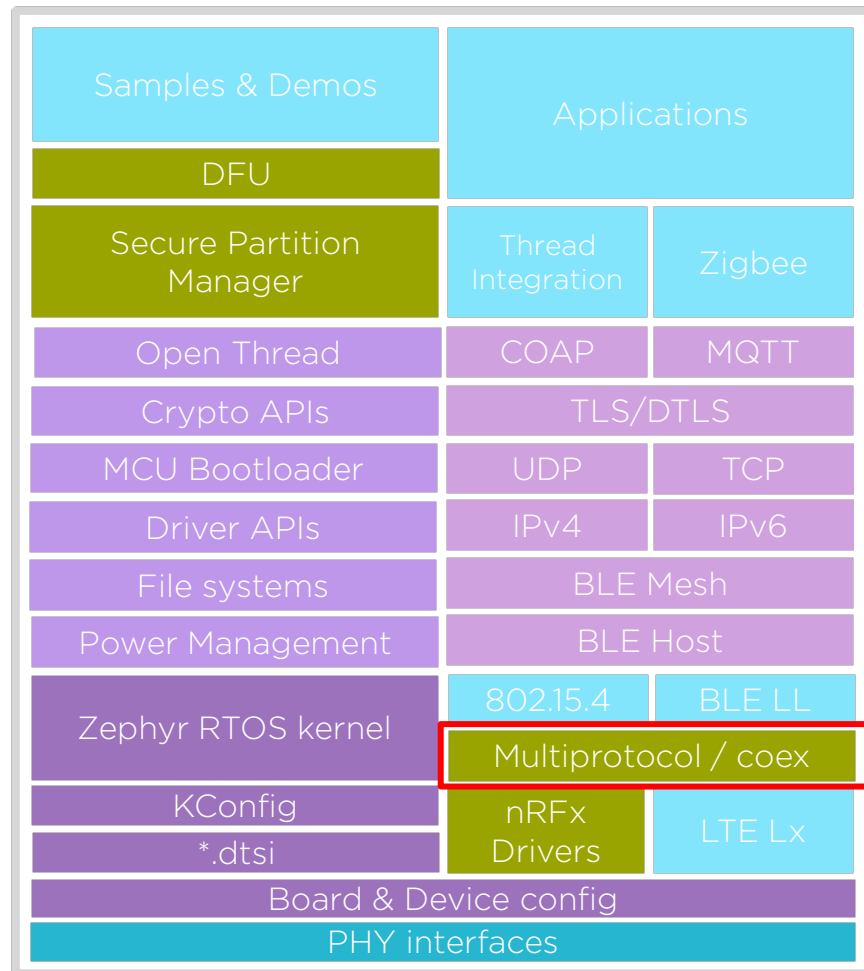 Samples & Demos
Applications
DFU
Secure Partition
Manager
Thread
Integration
Zigbee
Open Thread
COAP
MQTT
Crypto APIs
TLS/DTLS
MCU Bootloader
UDP
TCP
Driver APIs
IPv4
IPv6
File systems
BLE Mesh
Power Management
BLE Host
Zephyr RTOS kernel
802.15.4
BLE LL
Multiprotocol / coex
KConfig
nRFx
Drivers
LTE Lx
*.dtsi
Board & Device config
PHY interfaces